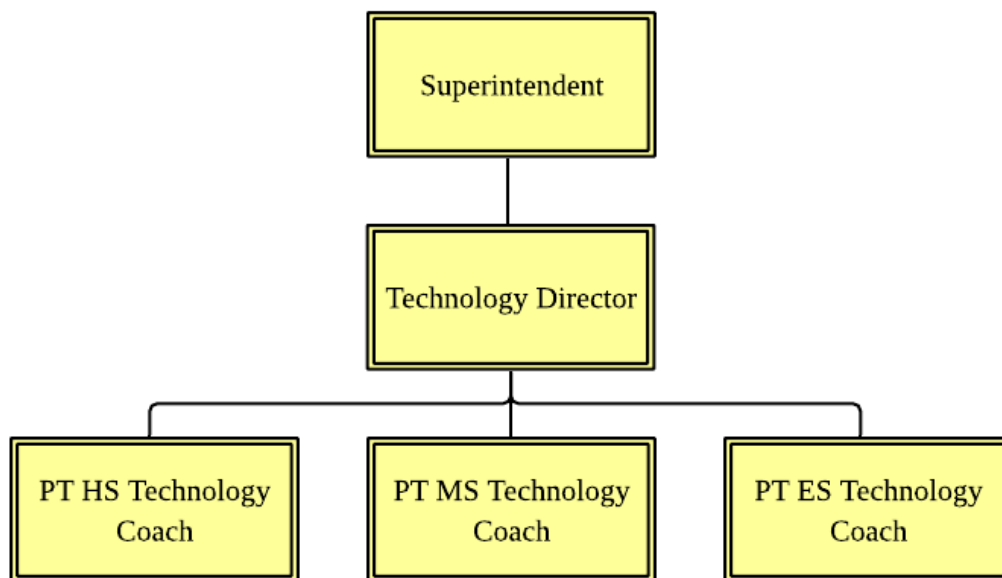 Superintendent
Technology Director
PT HS Technology
Coach
PT MS Technology
Coach
PT ES Technology
Coach